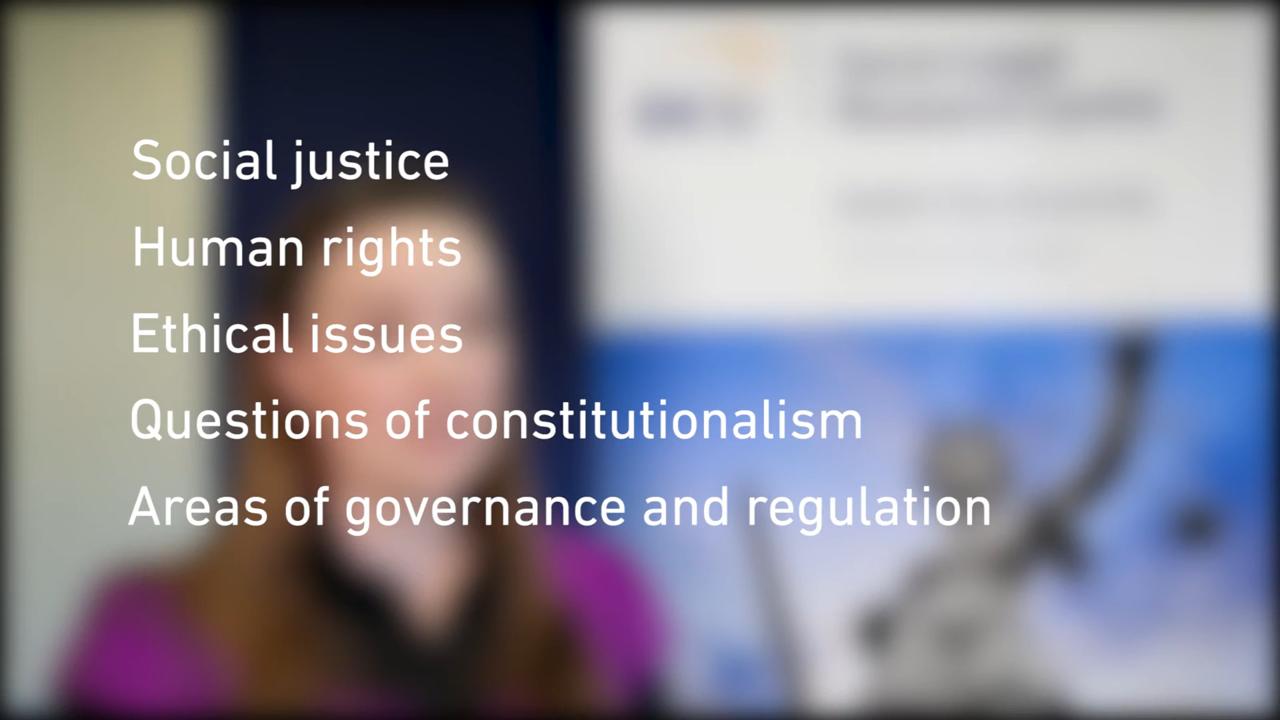 Social justice
Human rights
Ethical issues
Questions of constitutionalism
Areas of governance and regulation